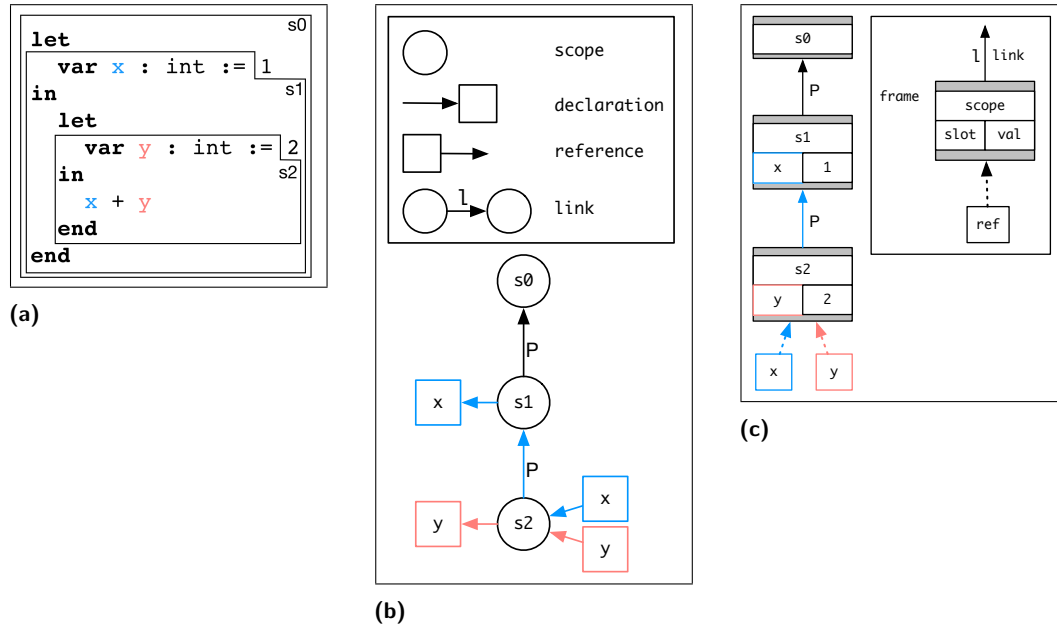 s0
let
var x : int := 1
s1
in
let
var y : int := 2
s2
in
x + y
end
end
(a)
scope
declaration
reference
l
link
s0
P
x
s1
P
x
y
s2
y
(b)
s0
P
s1
x 1
P
s2
y 2
x y
l link
frame
scope
slot val
ref
(c)